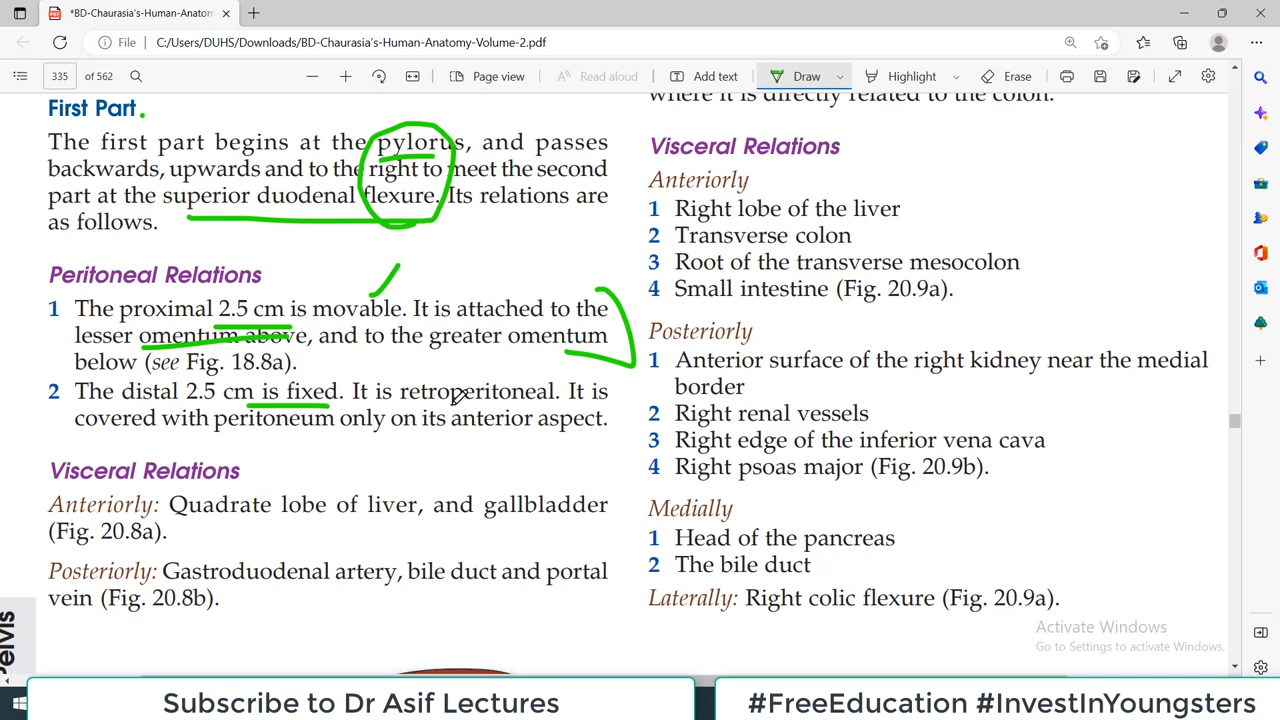 *BD-Chaurasia's-Human-Anatom
File
C:/Users/DUHS/Downloads/BD-Chaurasia's-Human-Anatomy-Volume-2.pdf
335
of 562
Page view
Read aloud
Add text
Draw
Highlight
Erase
First Part
The first part begins at the pylorus, and passes
backwards, upwards and to the right to meet the second
part at the superior duodenal flexure. Its relations are
as follows.
Peritoneal Relations
1 The proximal 2.5 cm is movable. It is attached to the
lesser omentum above, and to the greater omentum
below (see Fig. 18.8a).
2 The distal 2.5 cm is fixed. It is retroperitoneal. It is
covered with peritoneum only on its anterior aspect.
Visceral Relations
Anteriorly: Quadrate lobe of liver, and gallbladder
(Fig. 20.8a).
Posteriorly: Gastroduodenal artery, bile duct and portal
vein (Fig. 20.8b).
where it is directly related to the colon.
Visceral Relations
Anteriorly
1 Right lobe of the liver
2 Transverse colon
3 Root of the transverse mesocolon
4 Small intestine (Fig. 20.9a).
Posteriorly
1 Anterior surface of the right kidney near the medial
border
2 Right renal vessels
3 Right edge of the inferior vena cava
4 Right psoas major (Fig. 20.9b).
Medially
1 Head of the pancreas
2 The bile duct
Laterally: Right colic flexure (Fig. 20.9a).
Pelvis
Activate Windows
Go to Settings to activate Windows.
Subscribe to Dr Asif Lectures
#FreeEducation #InvestInYoungsters